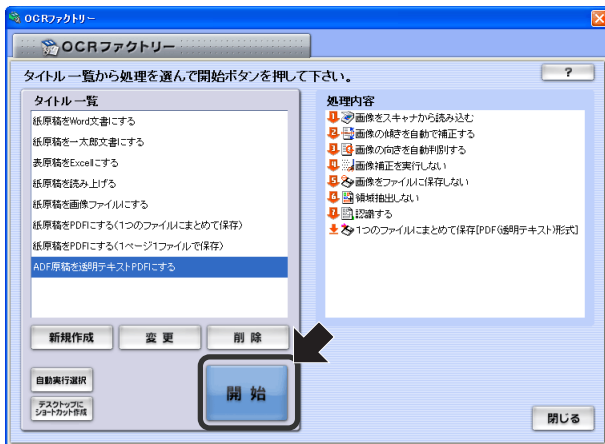 OCRファクトリー
OCRファクトリー
タイトル一覧から処理を選んで開始ボタンを押して下さい。
?
タイトル一覧
紙原稿をWord文書にする
紙原稿を一太郎文書にする
表原稿をExcelにする
紙原稿を読み上げる
紙原稿を画像ファイルにする
紙原稿をPDFにする(1つのファイルにまとめて保存)
紙原稿をPDFにする(1ページ1ファイルで保存)
ADF原稿を透明テキストPDFにする
新規作成
変更
削除
自動実行選択
デスクトップに
ショートカット作成
開始
処理内容
1 画像をスキャナから読み込む
2 画像の傾きを自動で補正する
3 画像の向きを自動判別する
4 画像補正を実行しない
5 画像をファイルに保存しない
6 領域抽出しない
7 認識する
1つのファイルにまとめて保存[PDF(透明テキスト)形式]
閉じる